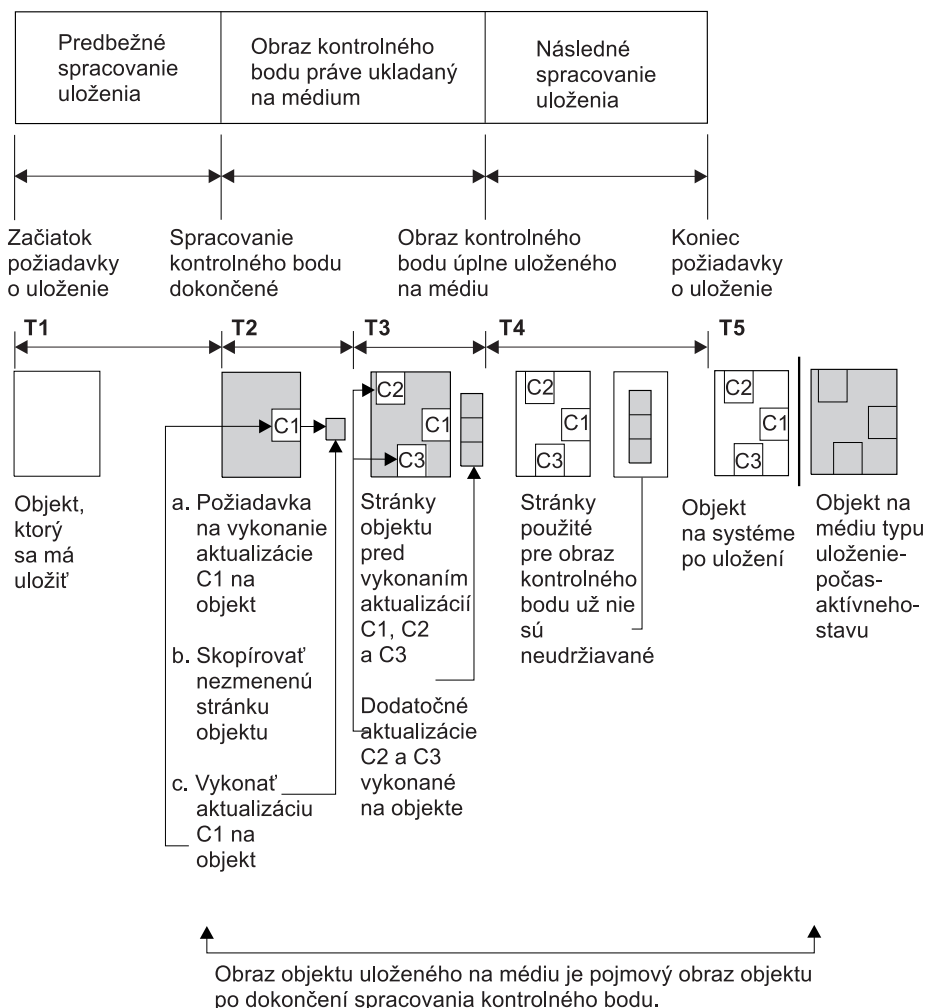 Predbežné
spracovanie
uloženia
Obraz kontrolného
bodu práve ukladaný
na médium
Následné
spracovanie
uloženia
Začiatok
požiadavky
o uloženie
Spracovanie
kontrolného bodu
dokončené
Obraz kontrolného
bodu úplne uloženého
na médiu
Koniec
požiadavky
o uloženie
T1
T2
T3
T4
T5
C1
C2
C1
C3
C2
C1
C3
C2
C1
C3
Objekt,
ktorý
sa má
uložiť
a. Požiadavka
na vykonanie
aktualizácie
C1 na
objekt
b. Skopírovať
nezmenenú
stránku
objektu
c. Vykonať
aktualizáciu
C1 na
objekt
Stránky
objektu
pred
vykonaním
aktualizácií
C1, C2
a C3
Dodatočné
aktualizácie
C2 a C3
vykonané
na objekte
Stránky
použité
pre obraz
kontrolného
bodu už nie
sú
neudržiavané
Objekt
na systéme
po uložení
Objekt na
médiu typu
uloženie-
počas-
aktívneho-
stavu
Obraz objektu uloženého na médiu je pojmový obraz objektu
po dokončení spracovania kontrolného bodu.